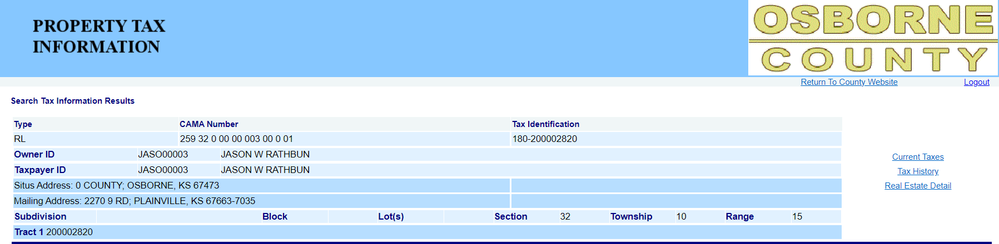 PROPERTY TAX
INFORMATION
OSBORNE
COUNTY
Return To County Website Logout
Search Tax Information Results
Type CAMA Number Tax Identification
RL 259 32 0 00 00 003 00 0 01 180-200002820
Owner ID JASO00003 JASON W RATHBUN
Current Taxes
Taxpayer ID JASO00003 JASON W RATHBUN
Tax History
Situs Address: 0 COUNTY; OSBORNE, KS 67473
Real Estate Detail
Mailing Address: 2270 9 RD; PLAINVILLE, KS 67663-7035
Subdivision Block Lot(s) Section 32 Township 10 Range 15
Tract 1 200002820